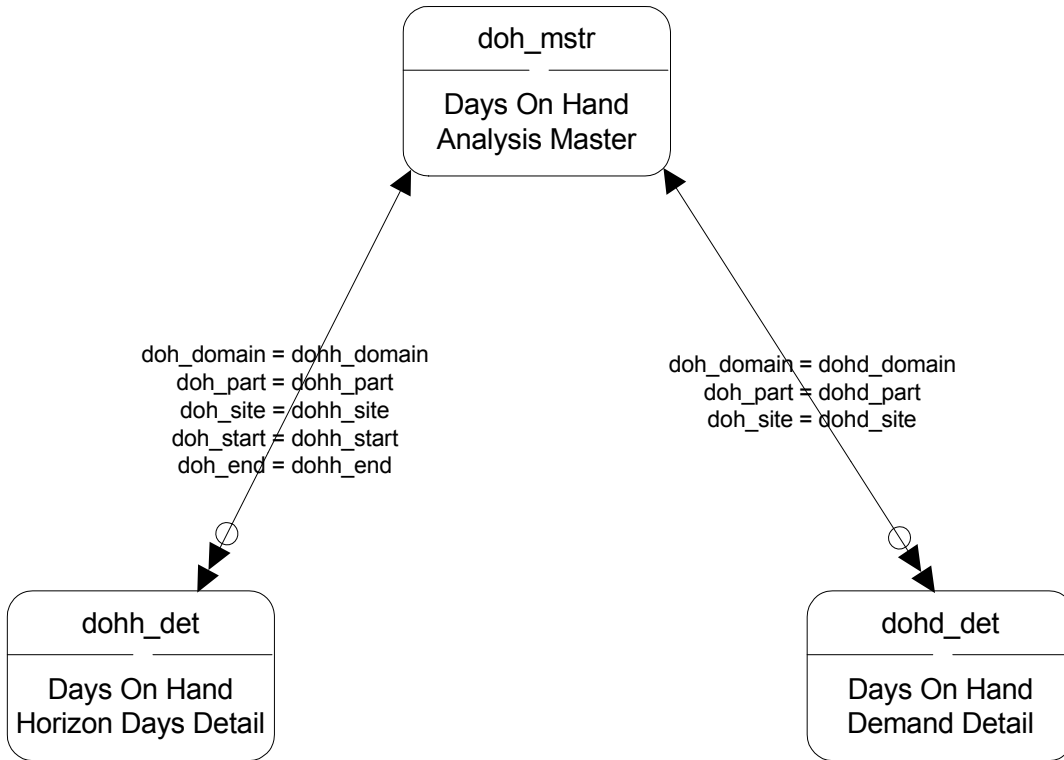 doh_mstr
Days On Hand
Analysis Master
doh_domain = dohh_domain
doh_part = dohh_part
doh_site = dohh_site
doh_start = dohh_start
doh_end = dohh_end
doh_domain = dohd_domain
doh_part = dohd_part
doh_site = dohd_site
dohh_det
Days On Hand
Horizon Days Detail
dohd_det
Days On Hand
Demand Detail